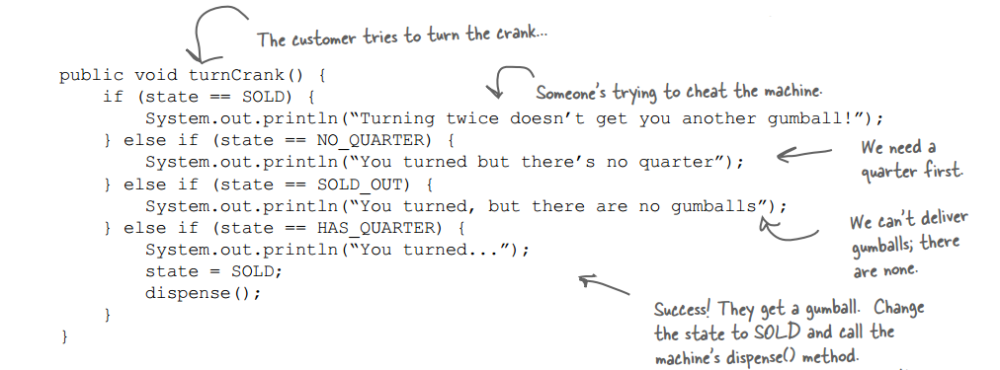 The customer tries to turn the crank...
public void turnCrank() {
if (state == SOLD) {
Someone's trying to cheat the machine.
System.out.println(“Turning twice doesn’t get you another gumball!”);
} else if (state == NO_QUARTER) {
System.out.println(“You turned but there’s no quarter”);
We need a
quarter first.
} else if (state == SOLD_OUT) {
System.out.println(“You turned, but there are no gumballs”);
We can't deliver
gumballs; there
are none.
} else if (state == HAS_QUARTER) {
System.out.println(“You turned...”);
state = SOLD;
dispense();
}
}
Success! They get a gumball. Change
the state to SOLD and call the
machine's dispense() method.